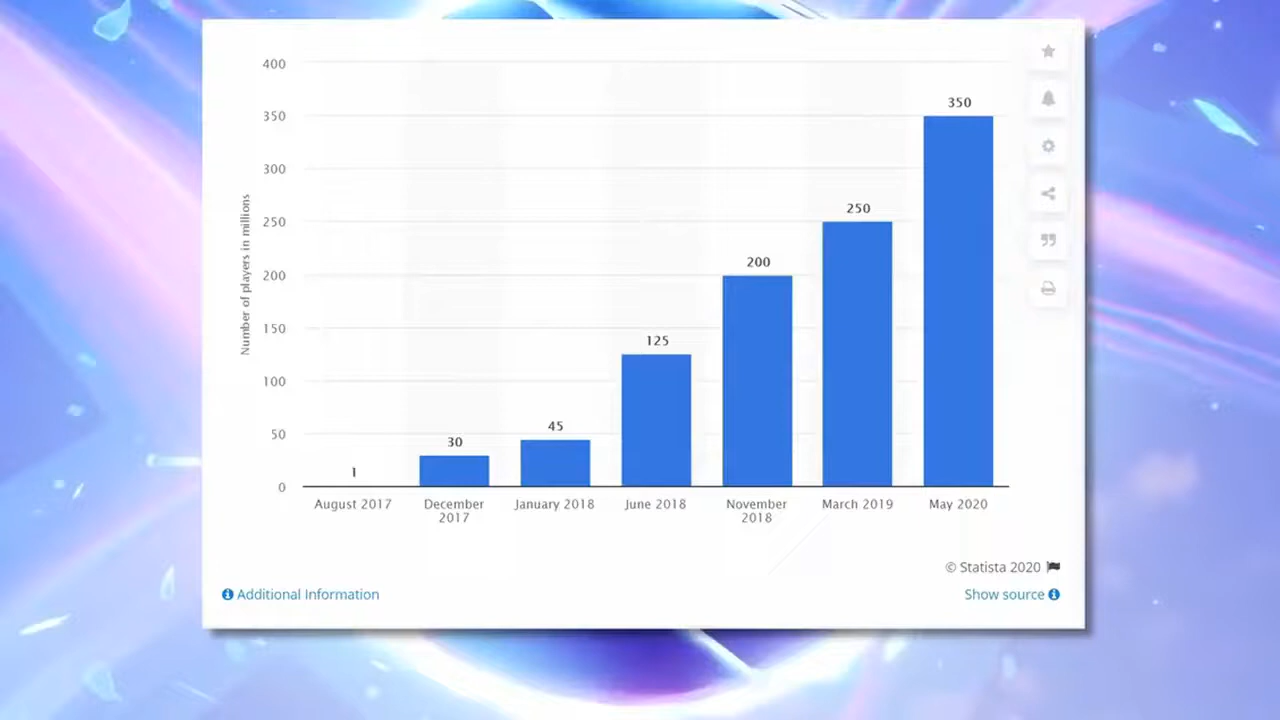 Number of players in millions
400
350
300
250
200
150
100
50
0
1
30
45
125
200
250
350
August 2017
December
2017
January 2018
June 2018
November
2018
March 2019
May 2020
© Statista 2020
Additional Information
Show source